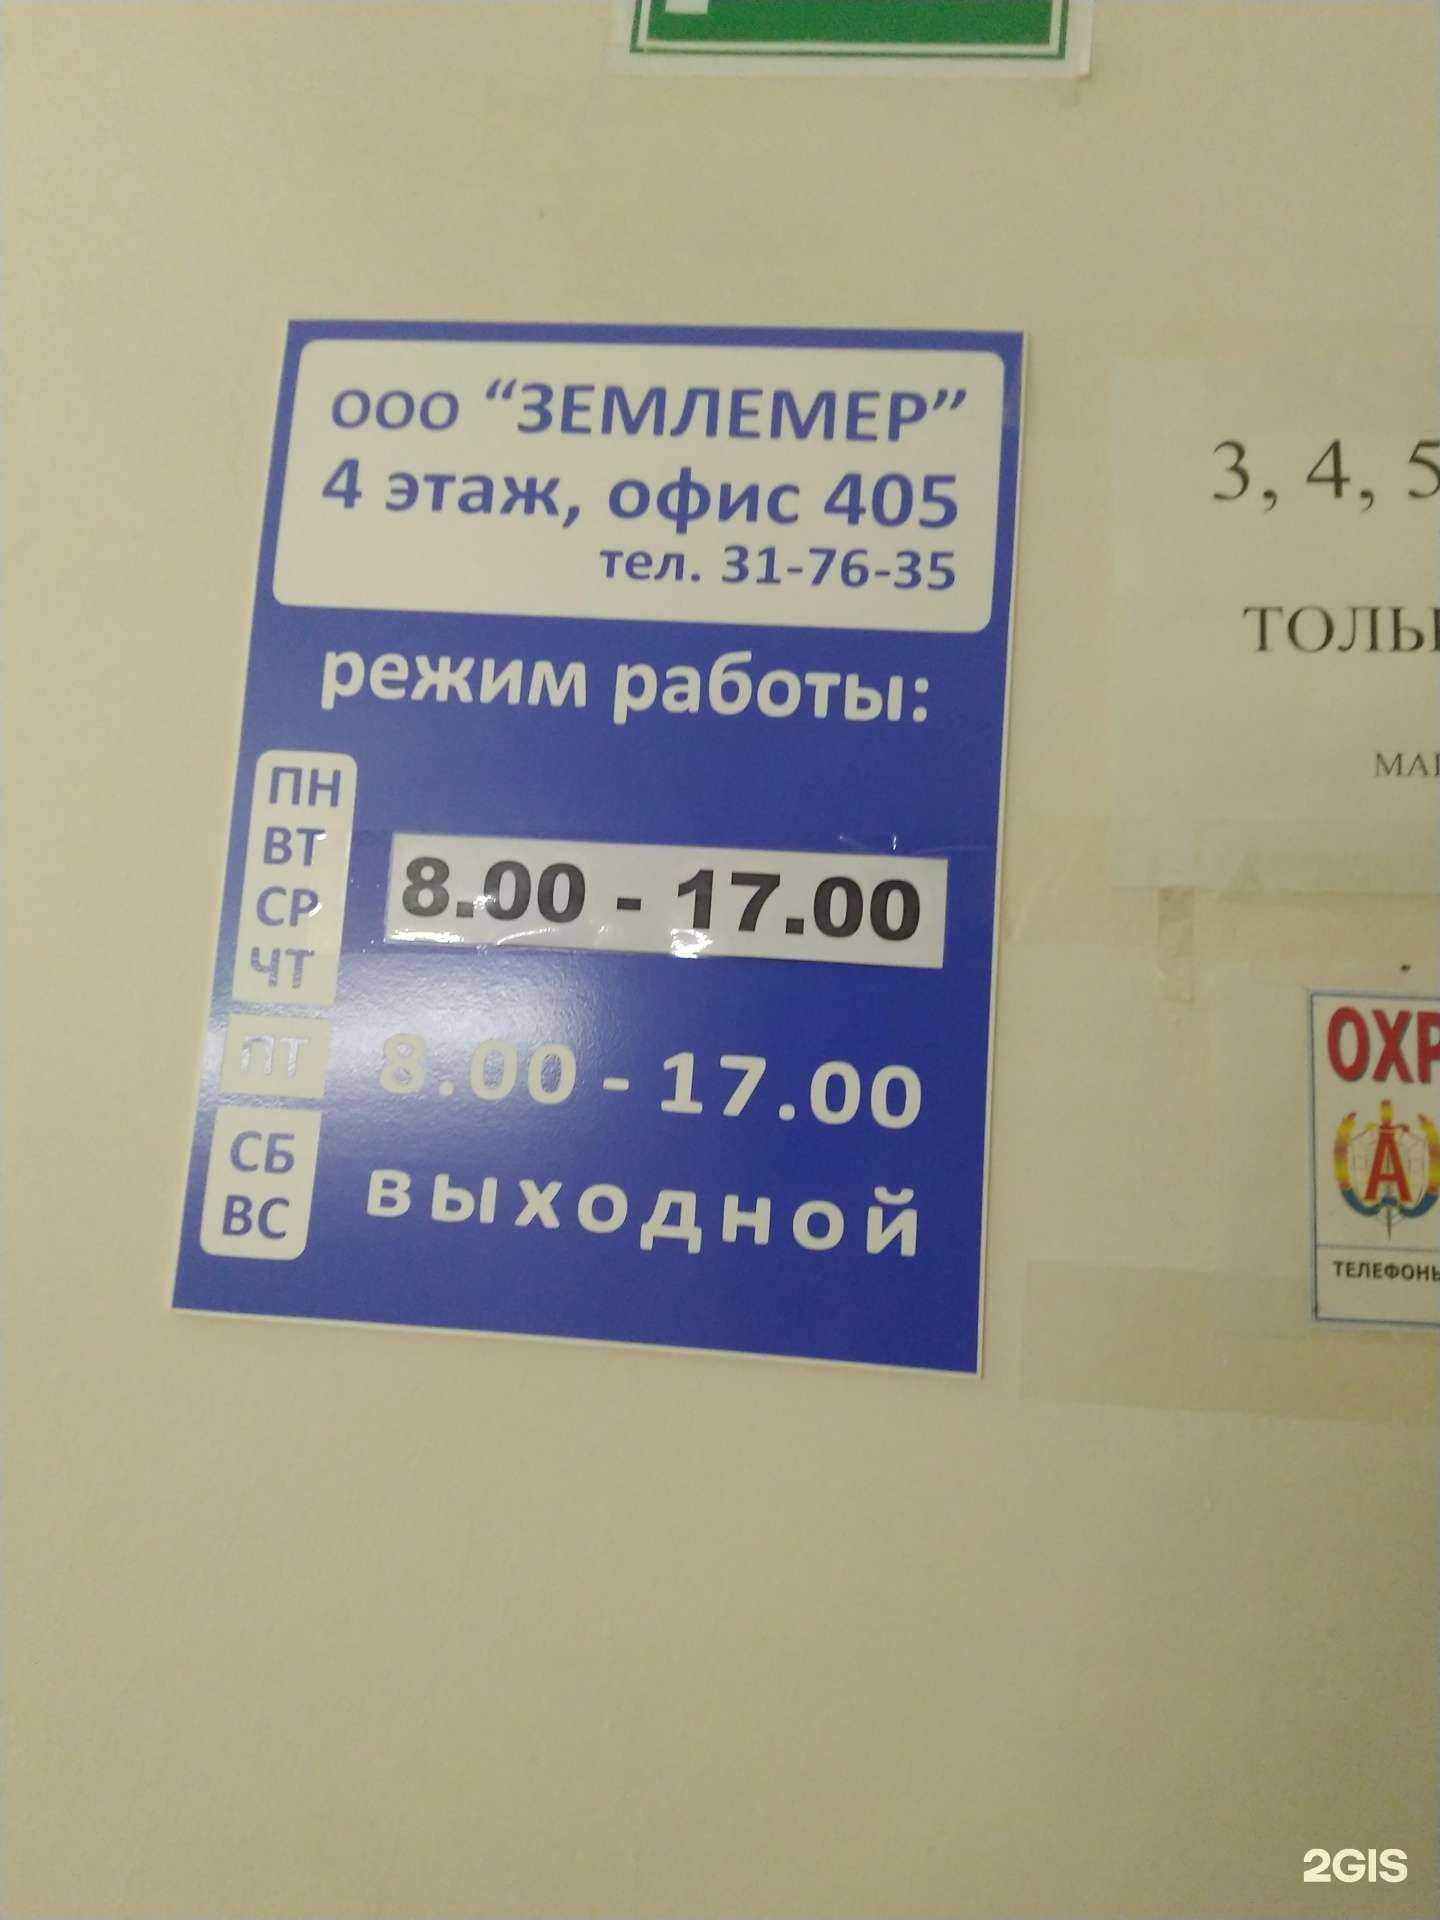 ООО "ЗЕМЛЕМЕР"
4 этаж, офис 405
тел. 31-76-35
режим работы:
ПН
ВТ
СР
ЧТ
8.00 - 17.00
ПТ
8.00 - 17.00
СБ
ВС
выходной
3, 4, 5
ТЕЛЕФОНЫ
А
2GIS